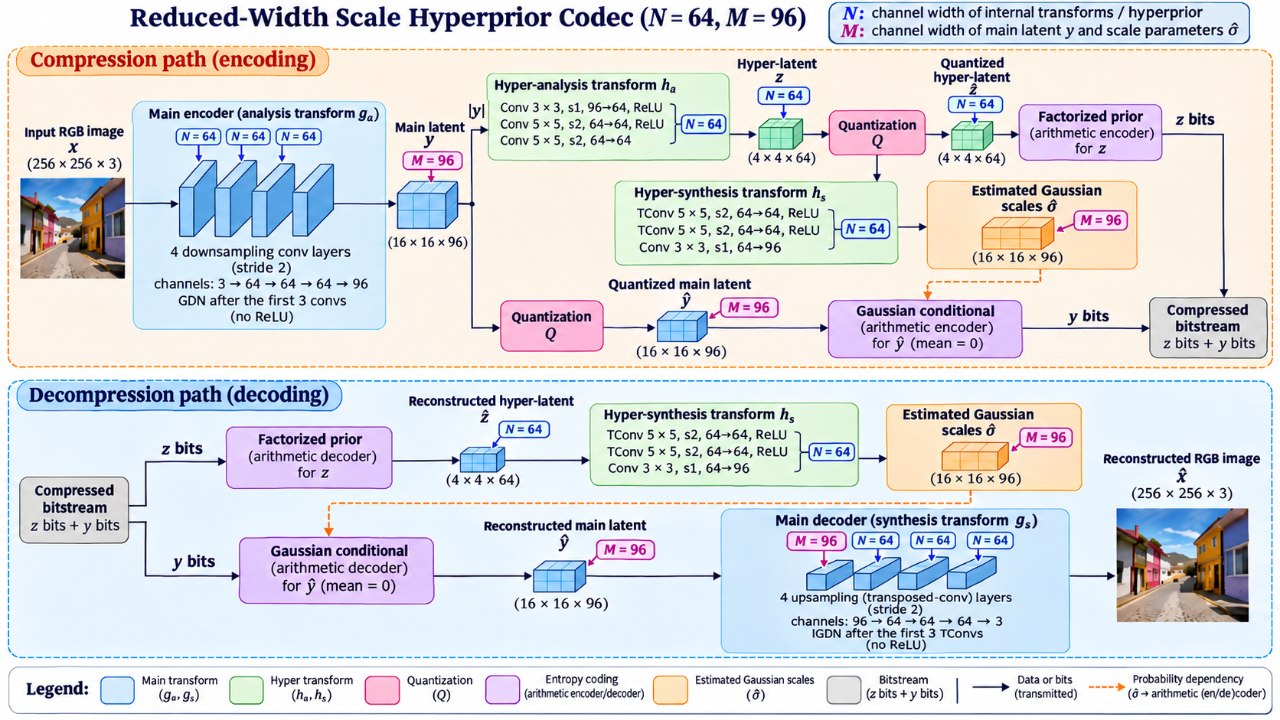 Reduced-Width Scale Hyperprior Codec (N = 64, M = 96)
N: channel width of internal transforms / hyperprior
M: channel width of main latent y and scale parameters σ̂
Compression path (encoding)
Input RGB image
x
(256 × 256 × 3)
Main encoder (analysis transform gₐ)
N = 64
N = 64
N = 64
4 downsampling conv layers
(stride 2)
channels: 3 → 64 → 64 → 64 → 96
GDN after the first 3 convs
(no ReLU)
Main latent
y
M = 96
(16 × 16 × 96)
|y|
Hyper-analysis transform hₐ
Conv 3 × 3, s1, 96→64, ReLU
Conv 5 × 5, s2, 64→64, ReLU
Conv 5 × 5, s2, 64→64
N = 64
Hyper-latent
z
N = 64
(4 × 4 × 64)
Quantization
Q
Quantized
hyper-latent
ẑ
N = 64
(4 × 4 × 64)
Factorized prior
(arithmetic encoder)
for z
z bits
Hyper-synthesis transform hₛ
TConv 5 × 5, s2, 64→64, ReLU
TConv 5 × 5, s2, 64→64, ReLU
Conv 3 × 3, s1, 64→96
N = 64
Estimated Gaussian
scales σ̂
M = 96
(16 × 16 × 96)
Quantization
Q
Quantized main latent
ŷ
M = 96
(16 × 16 × 96)
Gaussian conditional
(arithmetic encoder)
for ŷ (mean = 0)
y bits
Compressed
bitstream
z bits + y bits
Decompression path (decoding)
Compressed
bitstream
z bits + y bits
z bits
Factorized prior
(arithmetic decoder)
for z
Reconstructed hyper-latent
ẑ
N = 64
(4 × 4 × 64)
Hyper-synthesis transform hₛ
TConv 5 × 5, s2, 64→64, ReLU
TConv 5 × 5, s2, 64→64, ReLU
Conv 3 × 3, s1, 64→96
N = 64
Estimated Gaussian
scales σ̂
M = 96
(16 × 16 × 96)
y bits
Gaussian conditional
(arithmetic decoder)
for ŷ (mean = 0)
Reconstructed main latent
ŷ
M = 96
(16 × 16 × 96)
Main decoder (synthesis transform gₛ)
M = 96
N = 64
N = 64
N = 64
4 upsampling (transposed-conv) layers
(stride 2)
channels: 96 → 64 → 64 → 64 → 3
IGDN after the first 3 TConvs
(no ReLU)
Reconstructed RGB image
x̂
(256 × 256 × 3)
Legend:
Main transform
(gₐ, gₛ)
Hyper transform
(hₐ, hₛ)
Quantization
(Q)
Entropy coding
(arithmetic encoder/decoder)
Estimated Gaussian scales
(σ̂)
Bitstream
(z bits + y bits)
Data or bits
(transmitted)
Probability dependency
(σ̂ → arithmetic (en/de)coder)